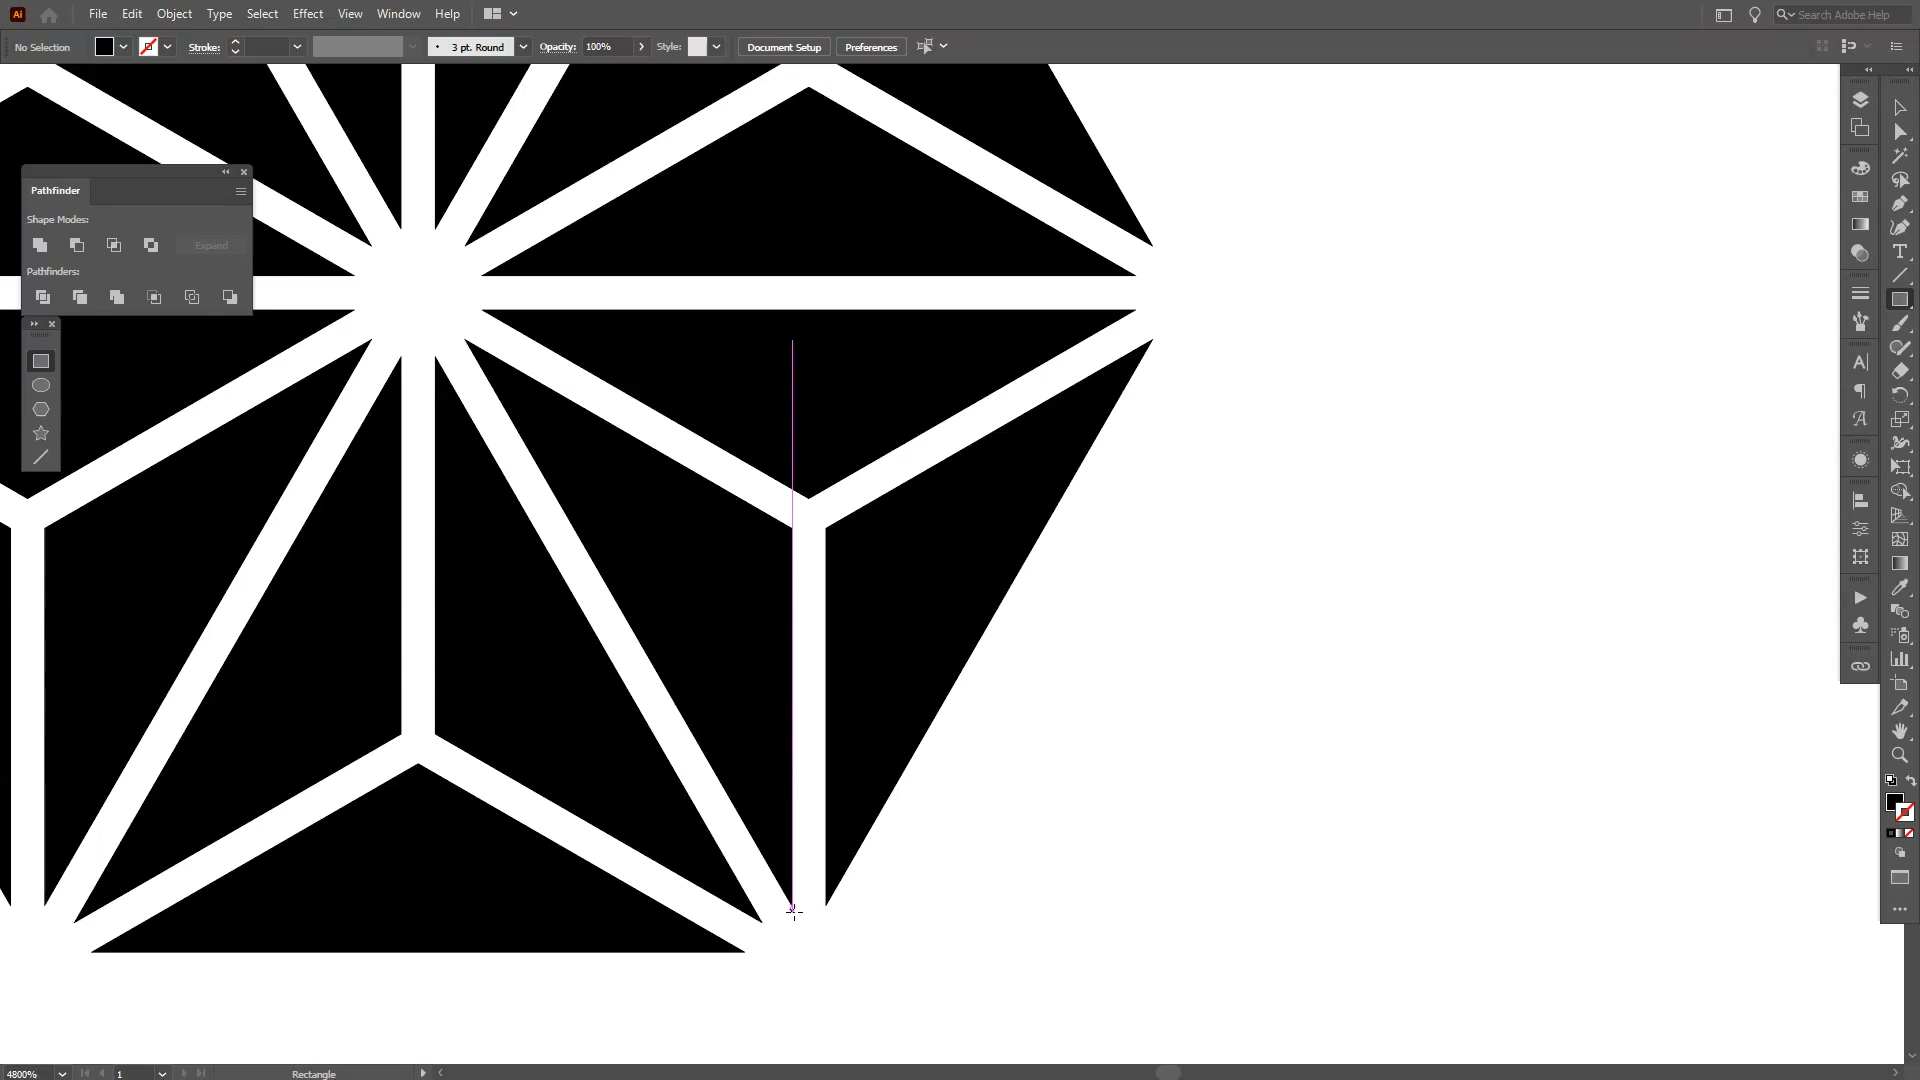 Ai File Edit Object Type Select Effect View Window Help Search Adobe Help
No Selection Stroke: 3 pt. Round Opacity: 100% Style: Document Setup Preferences
Pathfinder
Shape Modes:
Expand
Pathfinders:
4800% 1 Rectangle